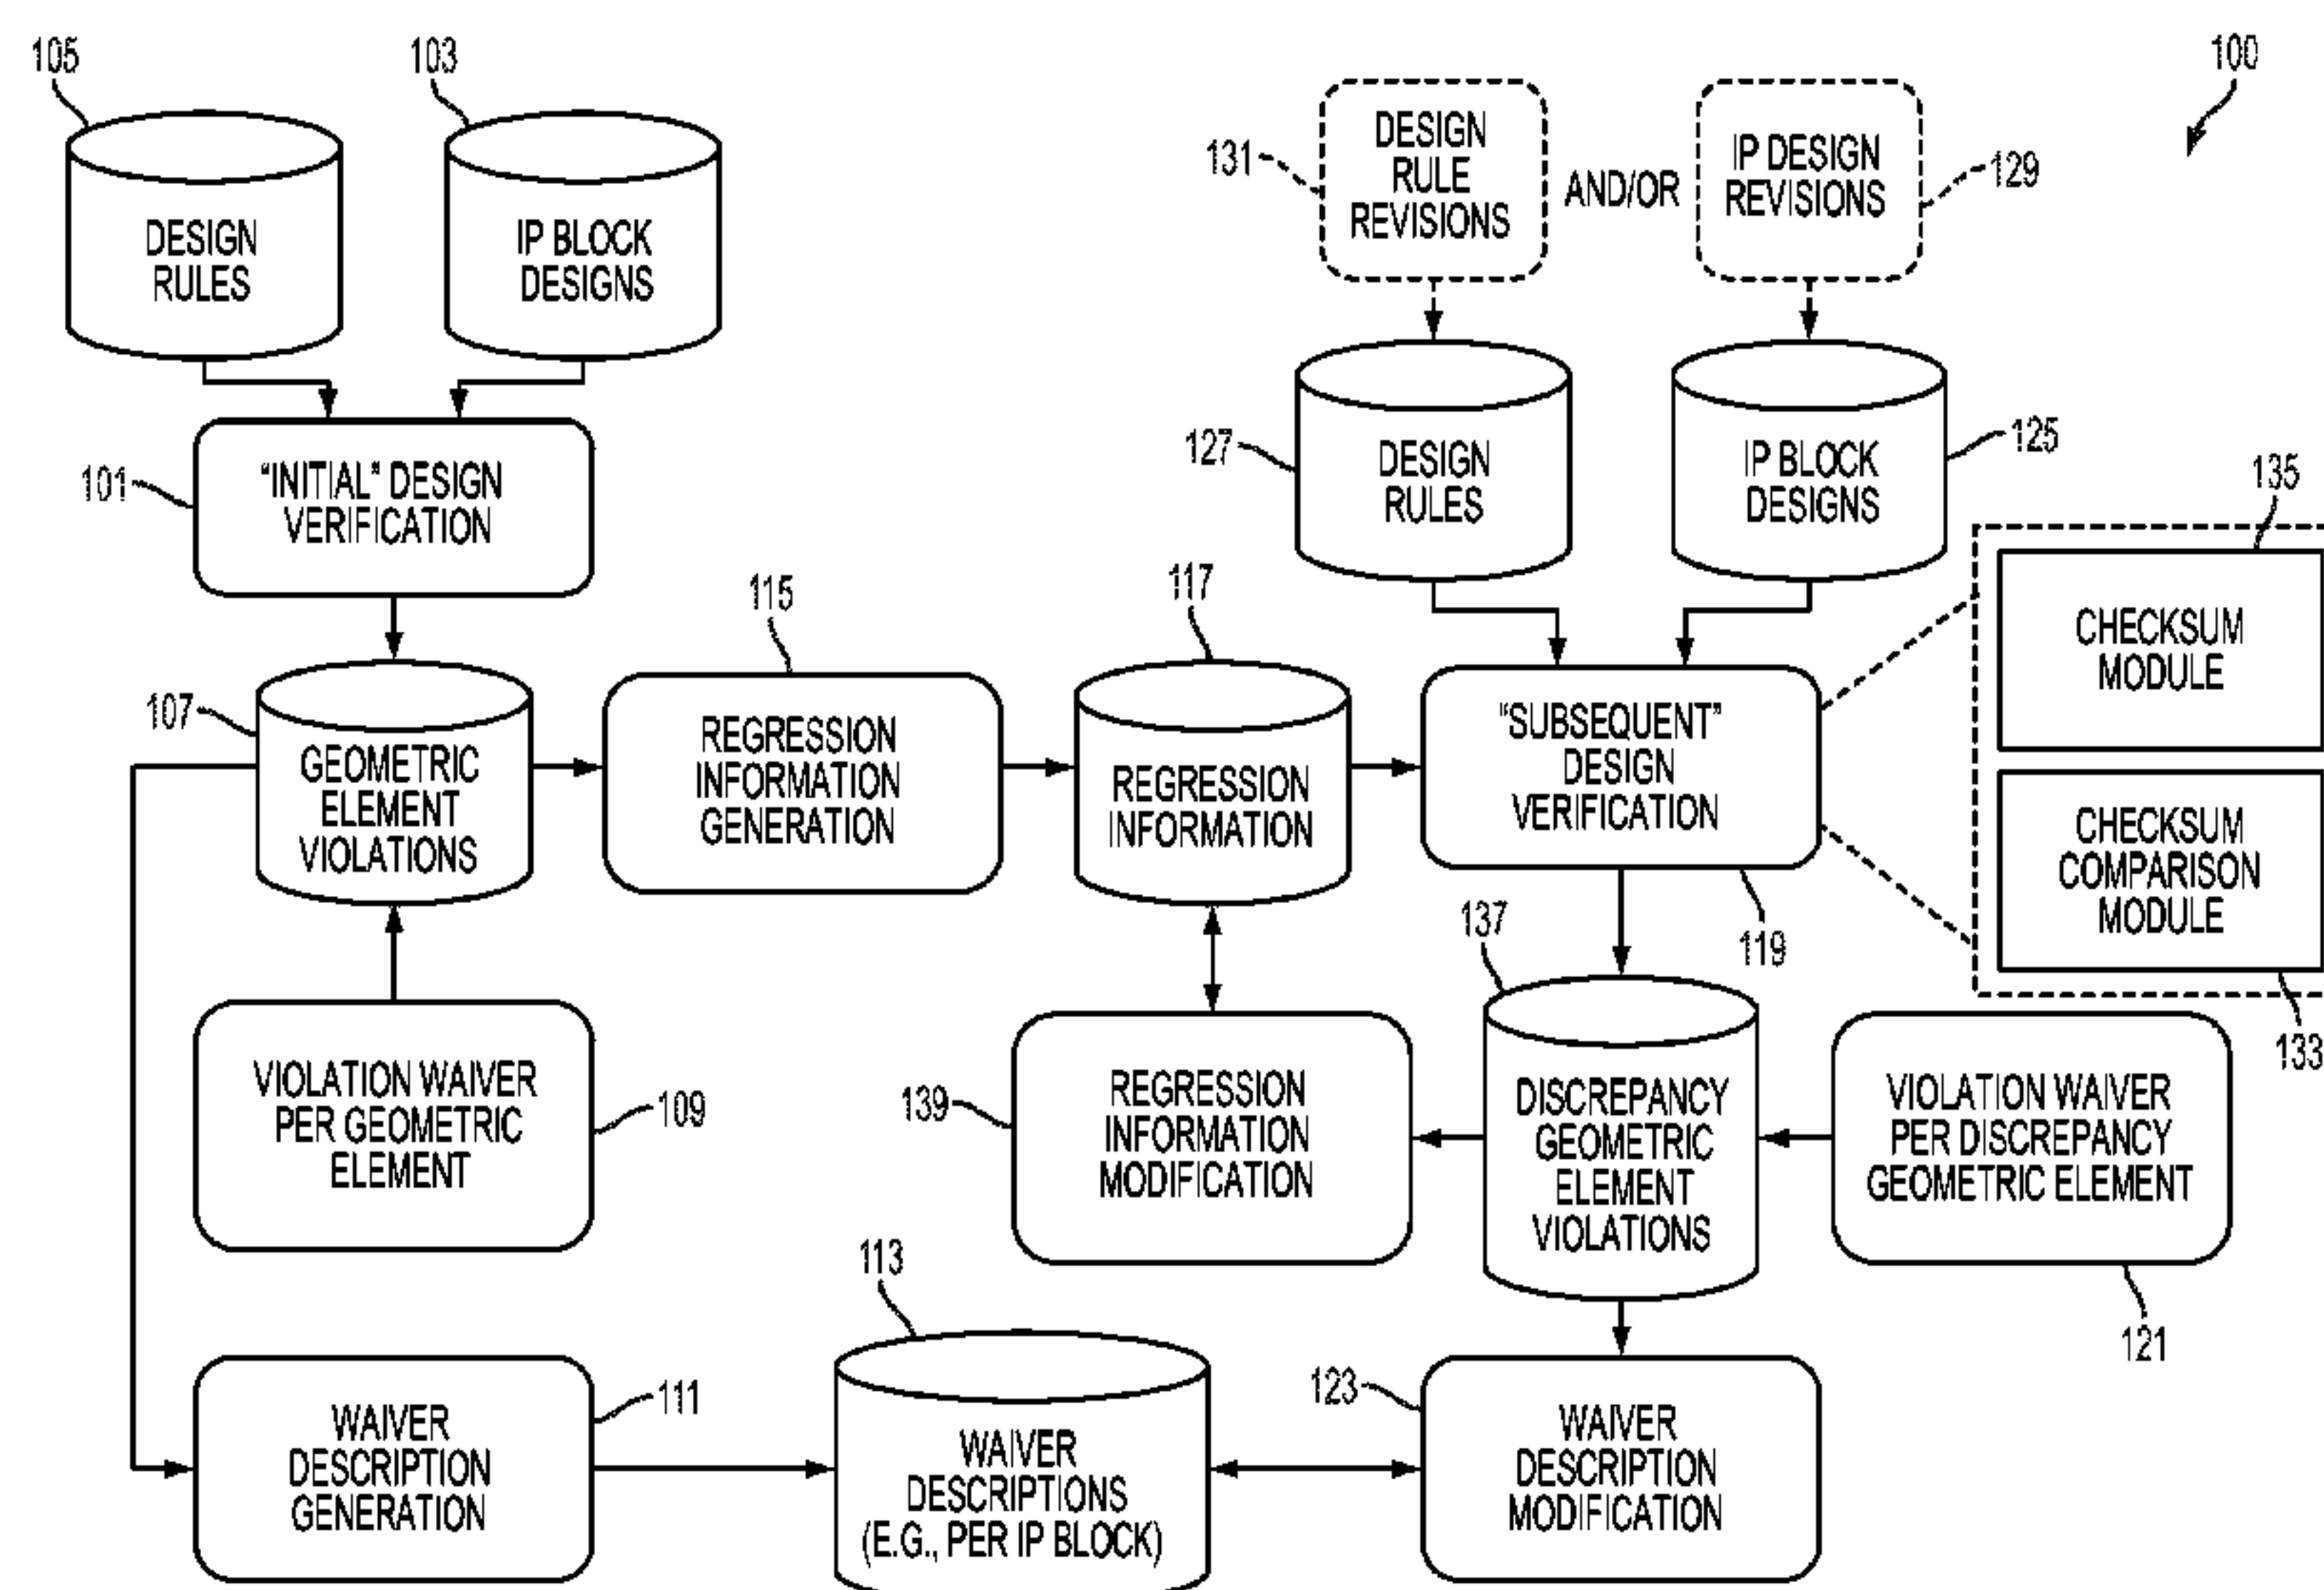 105
103
100
DESIGN
RULES
IP BLOCK
DESIGNS
131
DESIGN
RULE
REVISIONS
AND/OR
IP DESIGN
REVISIONS
129
101
"INITIAL" DESIGN
VERIFICATION
127
DESIGN
RULES
IP BLOCK
DESIGNS
125
135
CHECKSUM
MODULE
CHECKSUM
COMPARISON
MODULE
133
107
GEOMETRIC
ELEMENT
VIOLATIONS
115
REGRESSION
INFORMATION
GENERATION
117
REGRESSION
INFORMATION
"SUBSEQUENT"
DESIGN
VERIFICATION
119
VIOLATION WAIVER
PER GEOMETRIC
ELEMENT
109
139
REGRESSION
INFORMATION
MODIFICATION
137
DISCREPANCY
GEOMETRIC
ELEMENT
VIOLATIONS
VIOLATION WAIVER
PER DISCREPANCY
GEOMETRIC ELEMENT
121
WAIVER
DESCRIPTION
GENERATION
111
113
WAIVER
DESCRIPTIONS
(E.G., PER IP BLOCK)
123
WAIVER
DESCRIPTION
MODIFICATION